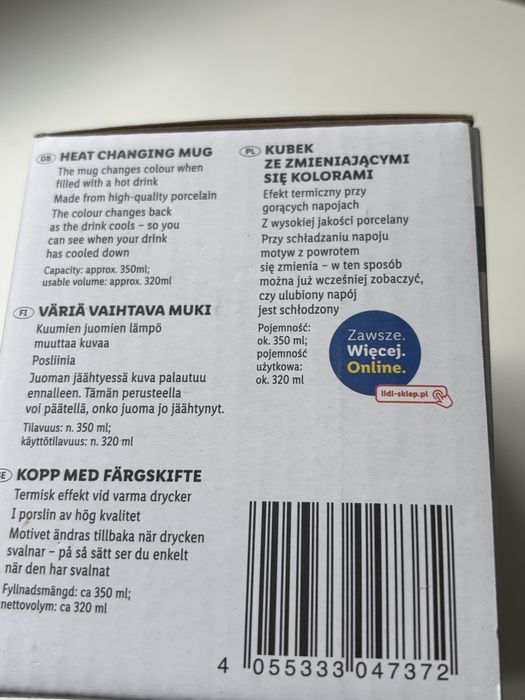 GB HEAT CHANGING MUG
The mug changes colour when
filled with a hot drink
Made from high-quality porcelain
The colour changes back
as the drink cools – so you
can see when your drink
has cooled down
Capacity: approx. 350ml;
usable volume: approx. 320ml
FI VÄRIÄ VAIHTAVA MUKI
Kuumien juomien lämpö
muuttaa kuvaa
Posliinia
Juoman jäähtyessä kuva palautuu
ennalleen. Tämän perusteella
voi päätellä, onko juoma jo jäähtynyt.
Tilavuus: n. 350 ml;
käyttötilavuus: n. 320 ml
SE KOPP MED FÄRGSKIFTE
Termisk effekt vid varma drycker
I porslin av hög kvalitet
Motivet ändras tillbaka när drycken
svalnar – på så sätt ser du enkelt
när den har svalnat
Fyllnadsmängd: ca 350 ml;
nettovolym: ca 320 ml
PL KUBEK
ZE ZMIENIAJĄCYMI
SIĘ KOLORAMI
Efekt termiczny przy
gorących napojach
Z wysokiej jakości porcelany
Przy schładzaniu napoju
motyw z powrotem
się zmienia – w ten sposób
można już wcześniej zobaczyć,
czy ulubiony napój
jest schłodzony
Pojemność:
ok. 350 ml;
pojemność
użytkowa:
ok. 320 ml
Zawsze.
Więcej.
Online.
lidl-sklep.pl
4 055333 047372